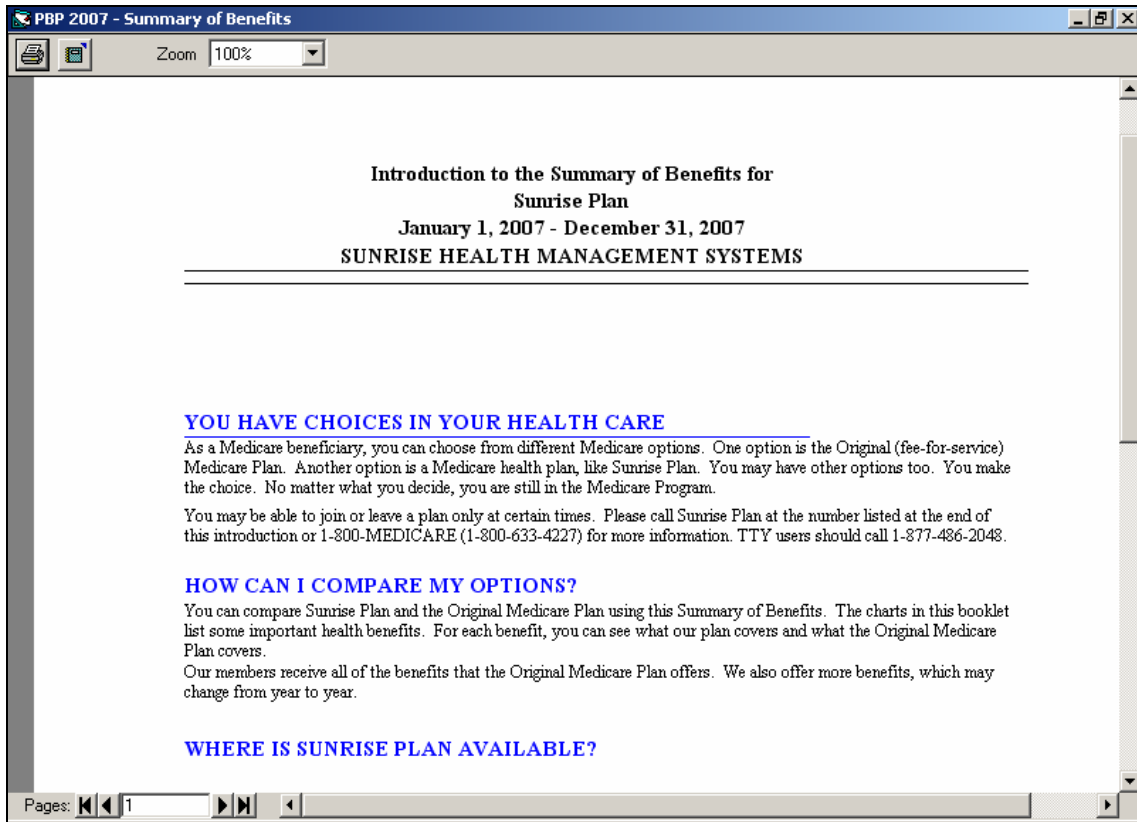 PBP 2007 - Summary of Benefits
Zoom 100%
Introduction to the Summary of Benefits for
Sunrise Plan
January 1, 2007 - December 31, 2007
SUNRISE HEALTH MANAGEMENT SYSTEMS
YOU HAVE CHOICES IN YOUR HEALTH CARE
As a Medicare beneficiary, you can choose from different Medicare options. One option is the Original (fee-for-service)
Medicare Plan. Another option is a Medicare health plan, like Sunrise Plan. You may have other options too. You make
the choice. No matter what you decide, you are still in the Medicare Program.
You may be able to join or leave a plan only at certain times. Please call Sunrise Plan at the number listed at the end of
this introduction or 1-800-MEDICARE (1-800-633-4227) for more information. TTY users should call 1-877-486-2048.
HOW CAN I COMPARE MY OPTIONS?
You can compare Sunrise Plan and the Original Medicare Plan using this Summary of Benefits. The charts in this booklet
list some important health benefits. For each benefit, you can see what our plan covers and what the Original Medicare
Plan covers.
Our members receive all of the benefits that the Original Medicare Plan offers. We also offer more benefits, which may
change from year to year.
WHERE IS SUNRISE PLAN AVAILABLE?
Pages: 1